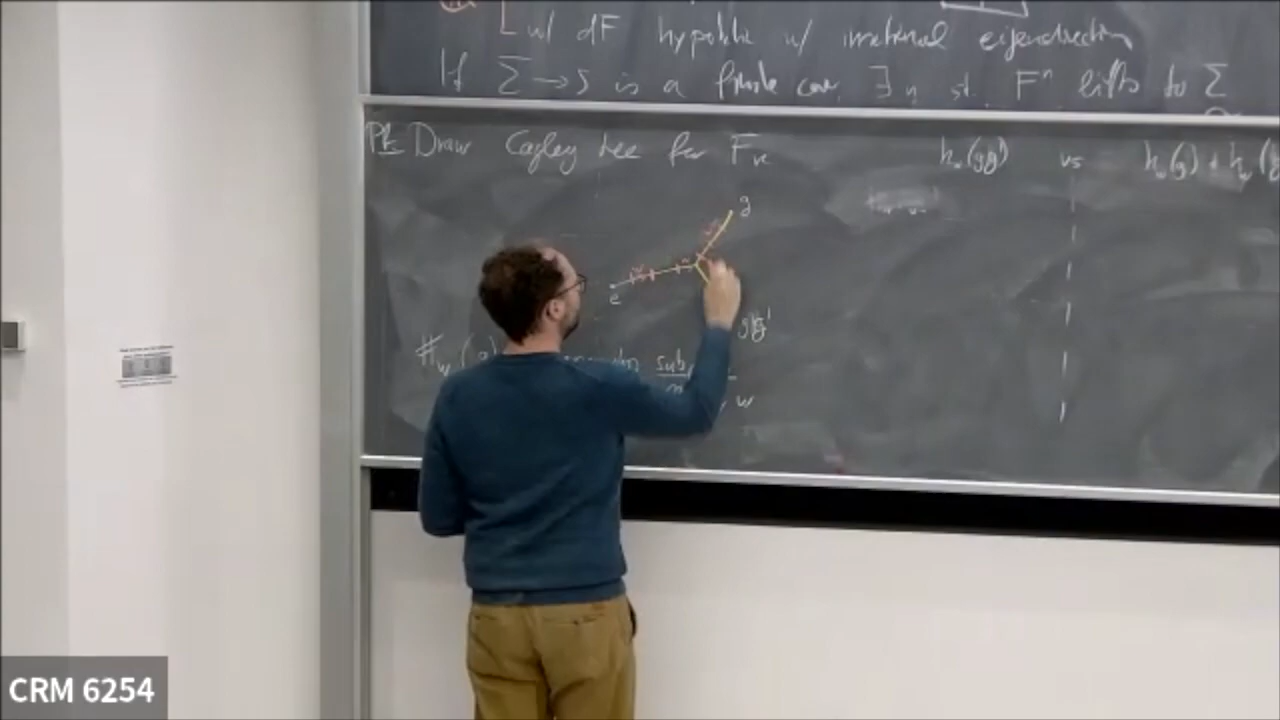 w/ dF hyperbolic w/ irrational eigendirection
If Σ → S is a finite cover, ∃ n st. F^n lifts to Σ
Pf: Draw Cayley tree for F_n
h_w(gg') vs h_w(g) + h_w(g
g
e
gg'
#_w(g) sub
w
CRM 6254